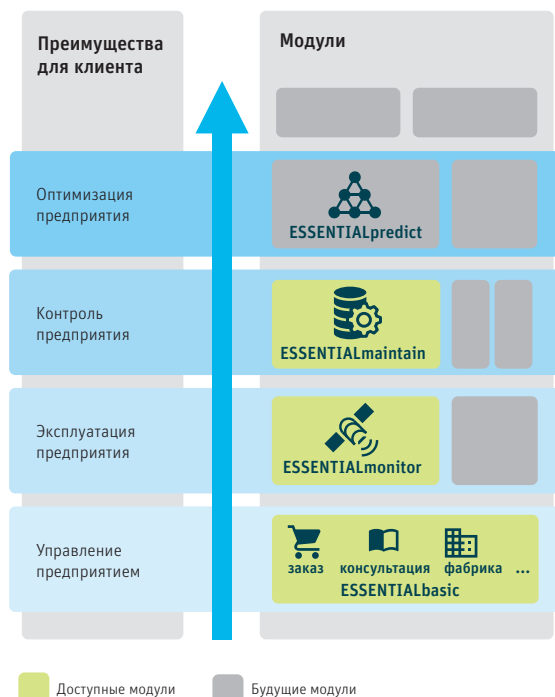 Преимущества
для клиента
Модули
Оптимизация
предприятия
ESSENTIALpredict
Контроль
предприятия
ESSENTIALmaintain
Эксплуатация
предприятия
ESSENTIALmonitor
Управление
предприятием
заказ консультация фабрика ...
ESSENTIALbasic
Доступные модули
Будущие модули